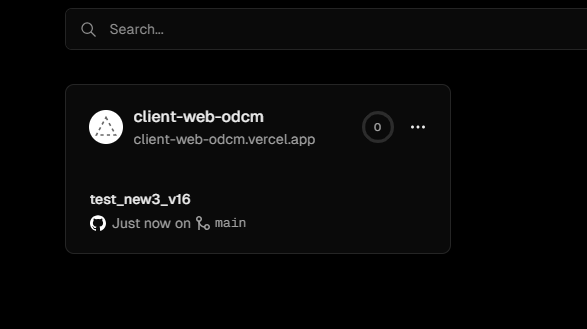 Search...
client-web-odcm
client-web-odcm.vercel.app
0
test_new3_v16
Just now on main